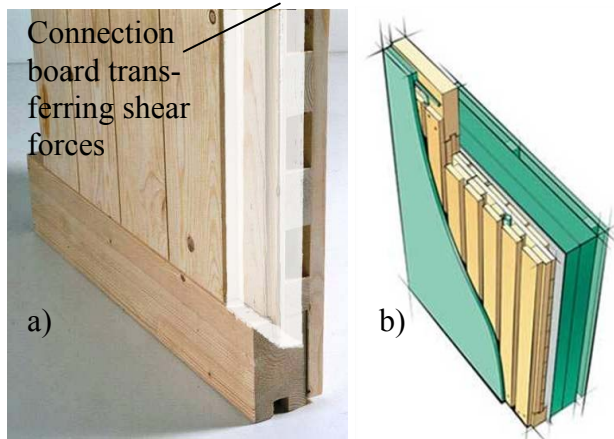 Connection
board trans-
ferring shear
forces
a)
b)